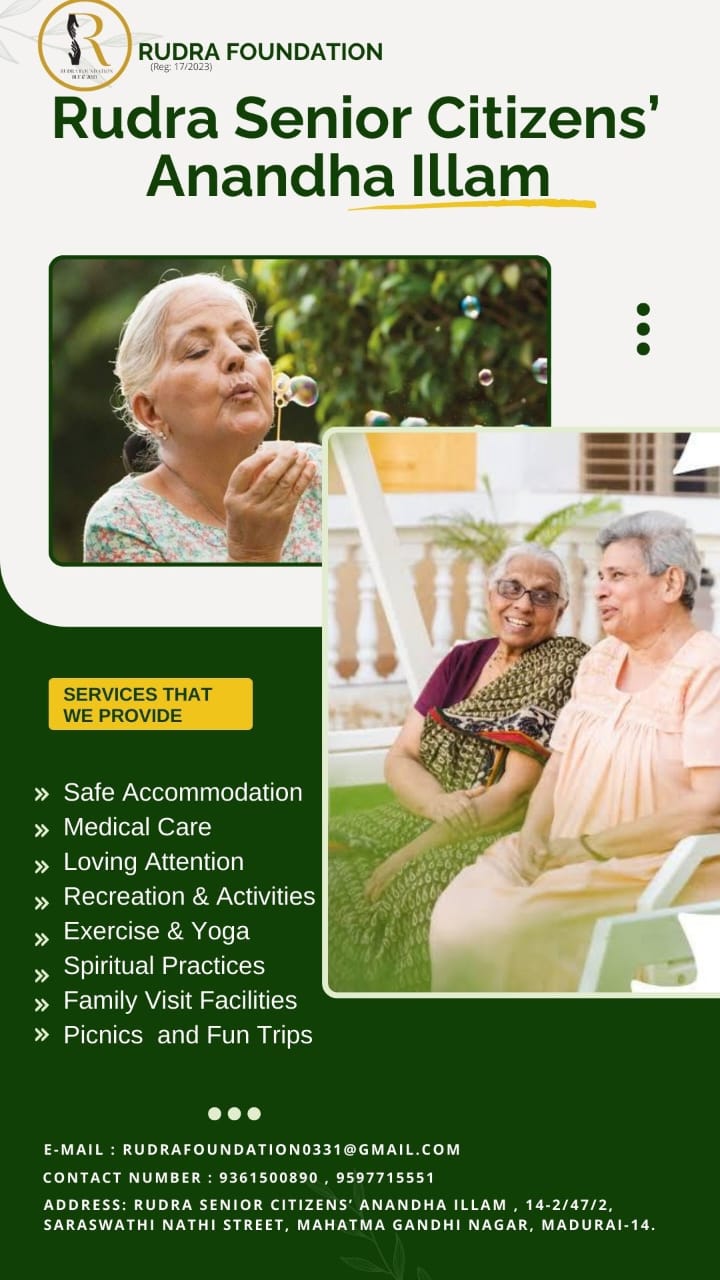 R
RUDRA FOUNDATION
RUDRA FOUNDATION
(Reg: 17/2023)
Rudra Senior Citizens’
Anandha Illam
SERVICES THAT
WE PROVIDE
» Safe Accommodation
» Medical Care
» Loving Attention
» Recreation & Activities
» Exercise & Yoga
» Spiritual Practices
» Family Visit Facilities
» Picnics  and Fun Trips
E-MAIL : RUDRAFOUNDATION0331@GMAIL.COM
CONTACT NUMBER : 9361500890 , 9597715551
ADDRESS: RUDRA SENIOR CITIZENS’ ANANDHA ILLAM , 14-2/47/2,
SARASWATHI NATHI STREET, MAHATMA GANDHI NAGAR, MADURAI-14.